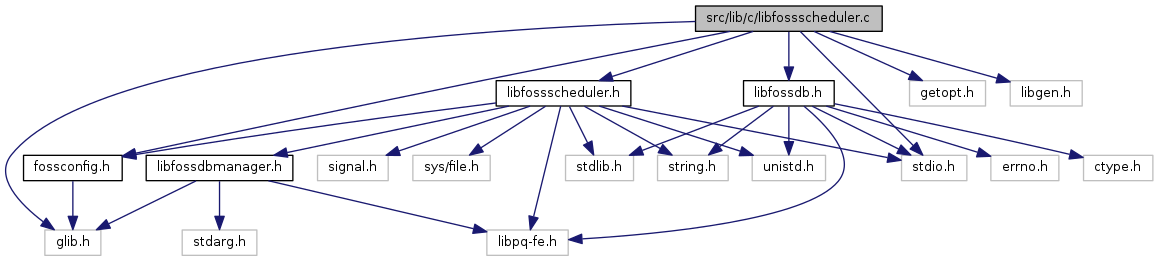 src/lib/c/libfossscheduler.c
libfossscheduler.h
libfossdb.h
getopt.h
libgen.h
fossconfig.h
libfossdbmanager.h
signal.h
sys/file.h
stdlib.h
string.h
unistd.h
stdio.h
errno.h
ctype.h
glib.h
stdarg.h
libpq-fe.h